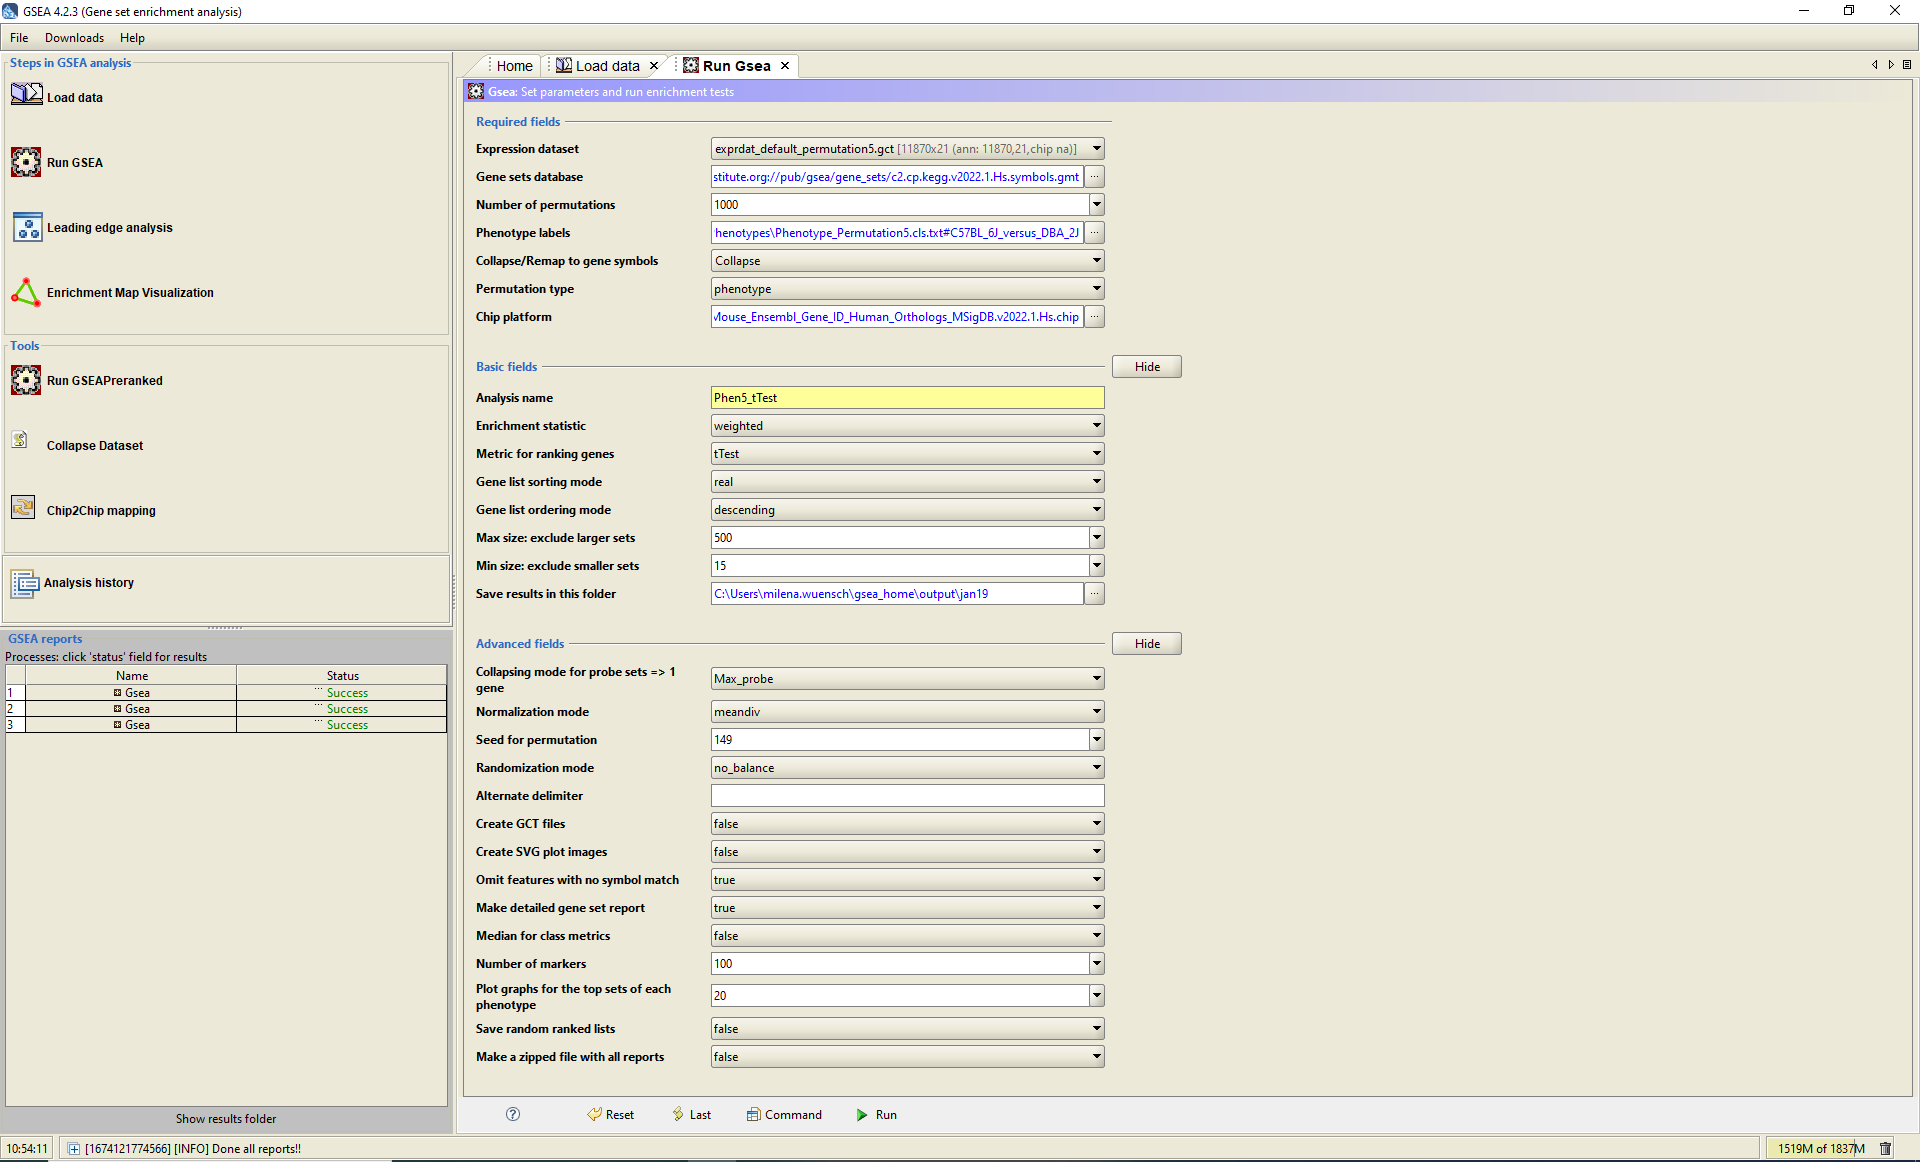 GSEA 4.2.3 (Gene set enrichment analysis)
File Downloads Help
Steps in GSEA analysis
Load data
Run GSEA
Leading edge analysis
Enrichment Map Visualization
Tools
Run GSEAPreranked
Collapse Dataset
Chip2Chip mapping
Analysis history
GSEA reports
Processes: click 'status' field for results
Name Status
1 Gsea ... Success
2 Gsea ... Success
3 Gsea ... Success
Show results folder
Home Load data Run Gsea
Gsea: Set parameters and run enrichment tests
Required fields
Expression dataset exprdat_default_permutation5.gct [11870x21 (ann: 11870,21,chip na)]
Gene sets database stitute.org://pub/gsea/gene_sets/c2.cp.kegg.v2022.1.Hs.symbols.gmt ...
Number of permutations 1000
Phenotype labels henotypes\Phenotype_Permutation5.cls.txt#C57BL_6J_versus_DBA_2J ...
Collapse/Remap to gene symbols Collapse
Permutation type phenotype
Chip platform Mouse_Ensembl_Gene_ID_Human_Orthologs_MSigDB.v2022.1.Hs.chip ...
Basic fields Hide
Analysis name Phen5_tTest
Enrichment statistic weighted
Metric for ranking genes tTest
Gene list sorting mode real
Gene list ordering mode descending
Max size: exclude larger sets 500
Min size: exclude smaller sets 15
Save results in this folder C:\Users\milena.wuensch\gsea_home\output\jan19 ...
Advanced fields Hide
Collapsing mode for probe sets => 1
gene Max_probe
Normalization mode meandiv
Seed for permutation 149
Randomization mode no_balance
Alternate delimiter
Create GCT files false
Create SVG plot images false
Omit features with no symbol match true
Make detailed gene set report true
Median for class metrics false
Number of markers 100
Plot graphs for the top sets of each
phenotype 20
Save random ranked lists false
Make a zipped file with all reports false
? Reset Last Command Run
10:54:11 [1674121774566] [INFO] Done all reports!! 1519M of 1837M